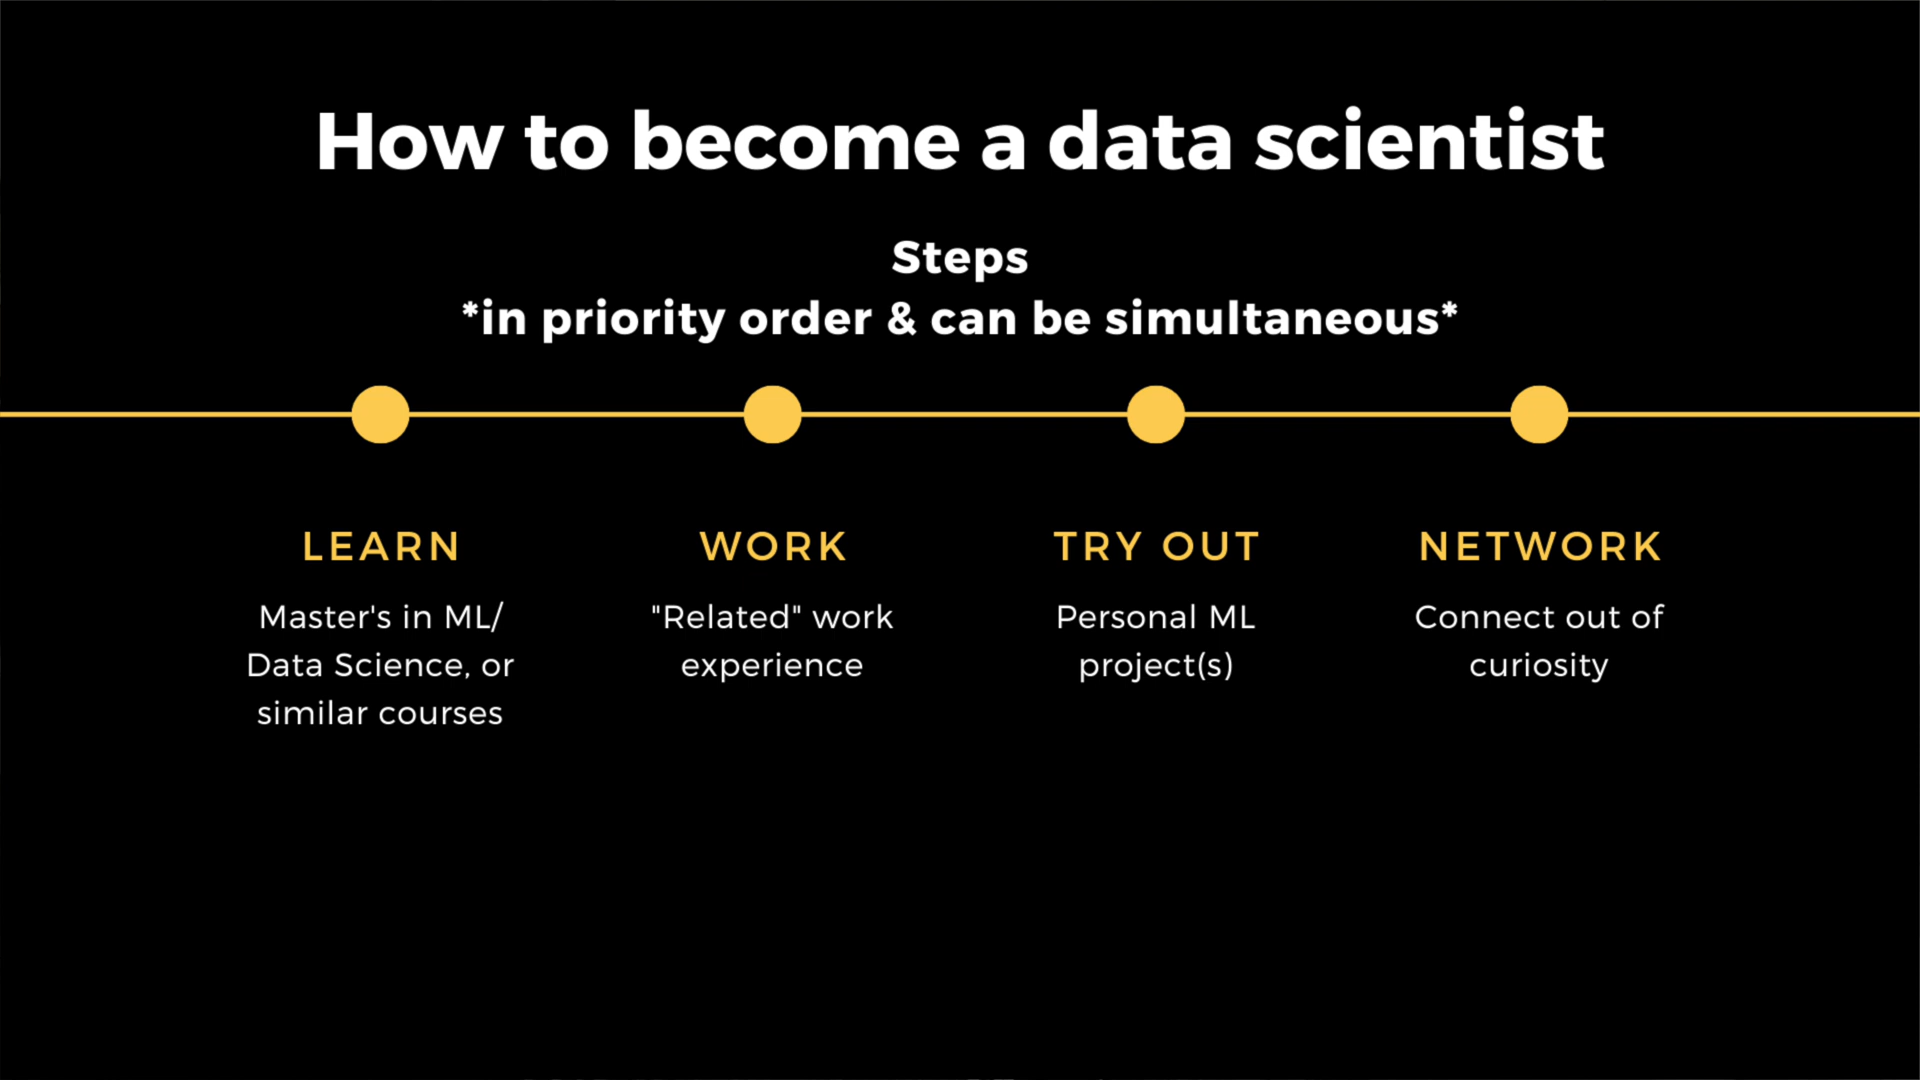 How to become a data scientist
Steps
*in priority order & can be simultaneous*
LEARN
Master's in ML/
Data Science, or
similar courses
WORK
"Related" work
experience
TRY OUT
Personal ML
project(s)
NETWORK
Connect out of
curiosity